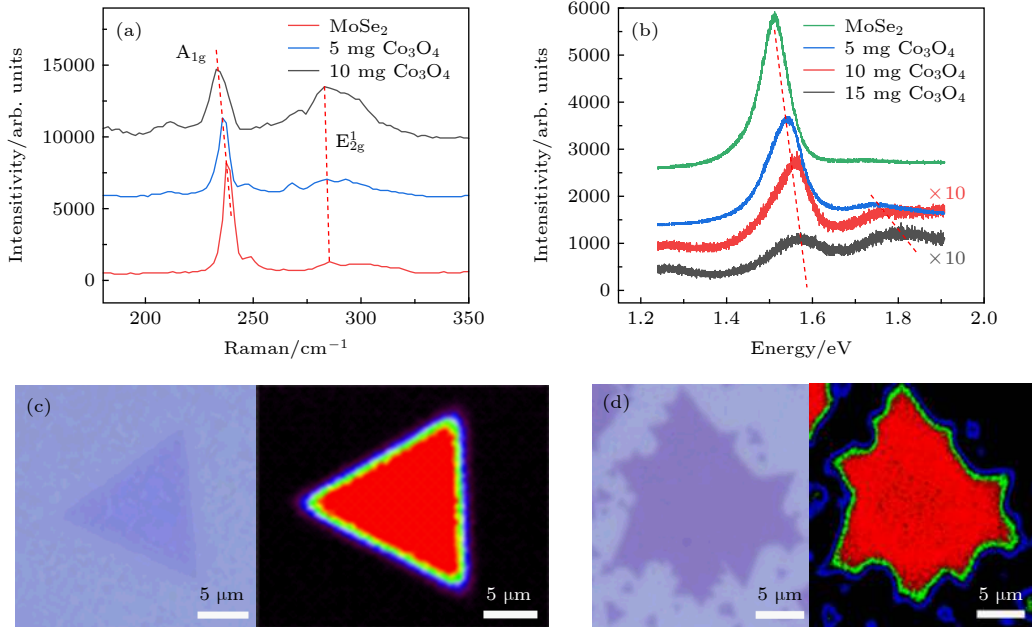 (a)
MoSe₂
5 mg Co₃O₄
10 mg Co₃O₄
A₁g
E¹₂g
15000
10000
5000
0
200
250
300
350
Intensitivity/arb. units
Raman/cm⁻¹
(b)
MoSe₂
5 mg Co₃O₄
10 mg Co₃O₄
15 mg Co₃O₄
×10
×10
6000
5000
4000
3000
2000
1000
0
1.2
1.4
1.6
1.8
2.0
Intensitivity/arb. units
Energy/eV
(c)
5 μm
5 μm
(d)
5 μm
5 μm